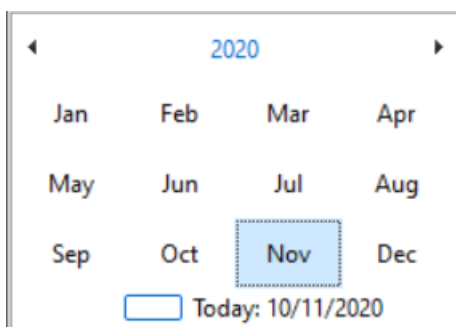 2020
Jan Feb Mar Apr
May Jun Jul Aug
Sep Oct Nov Dec
Today: 10/11/2020